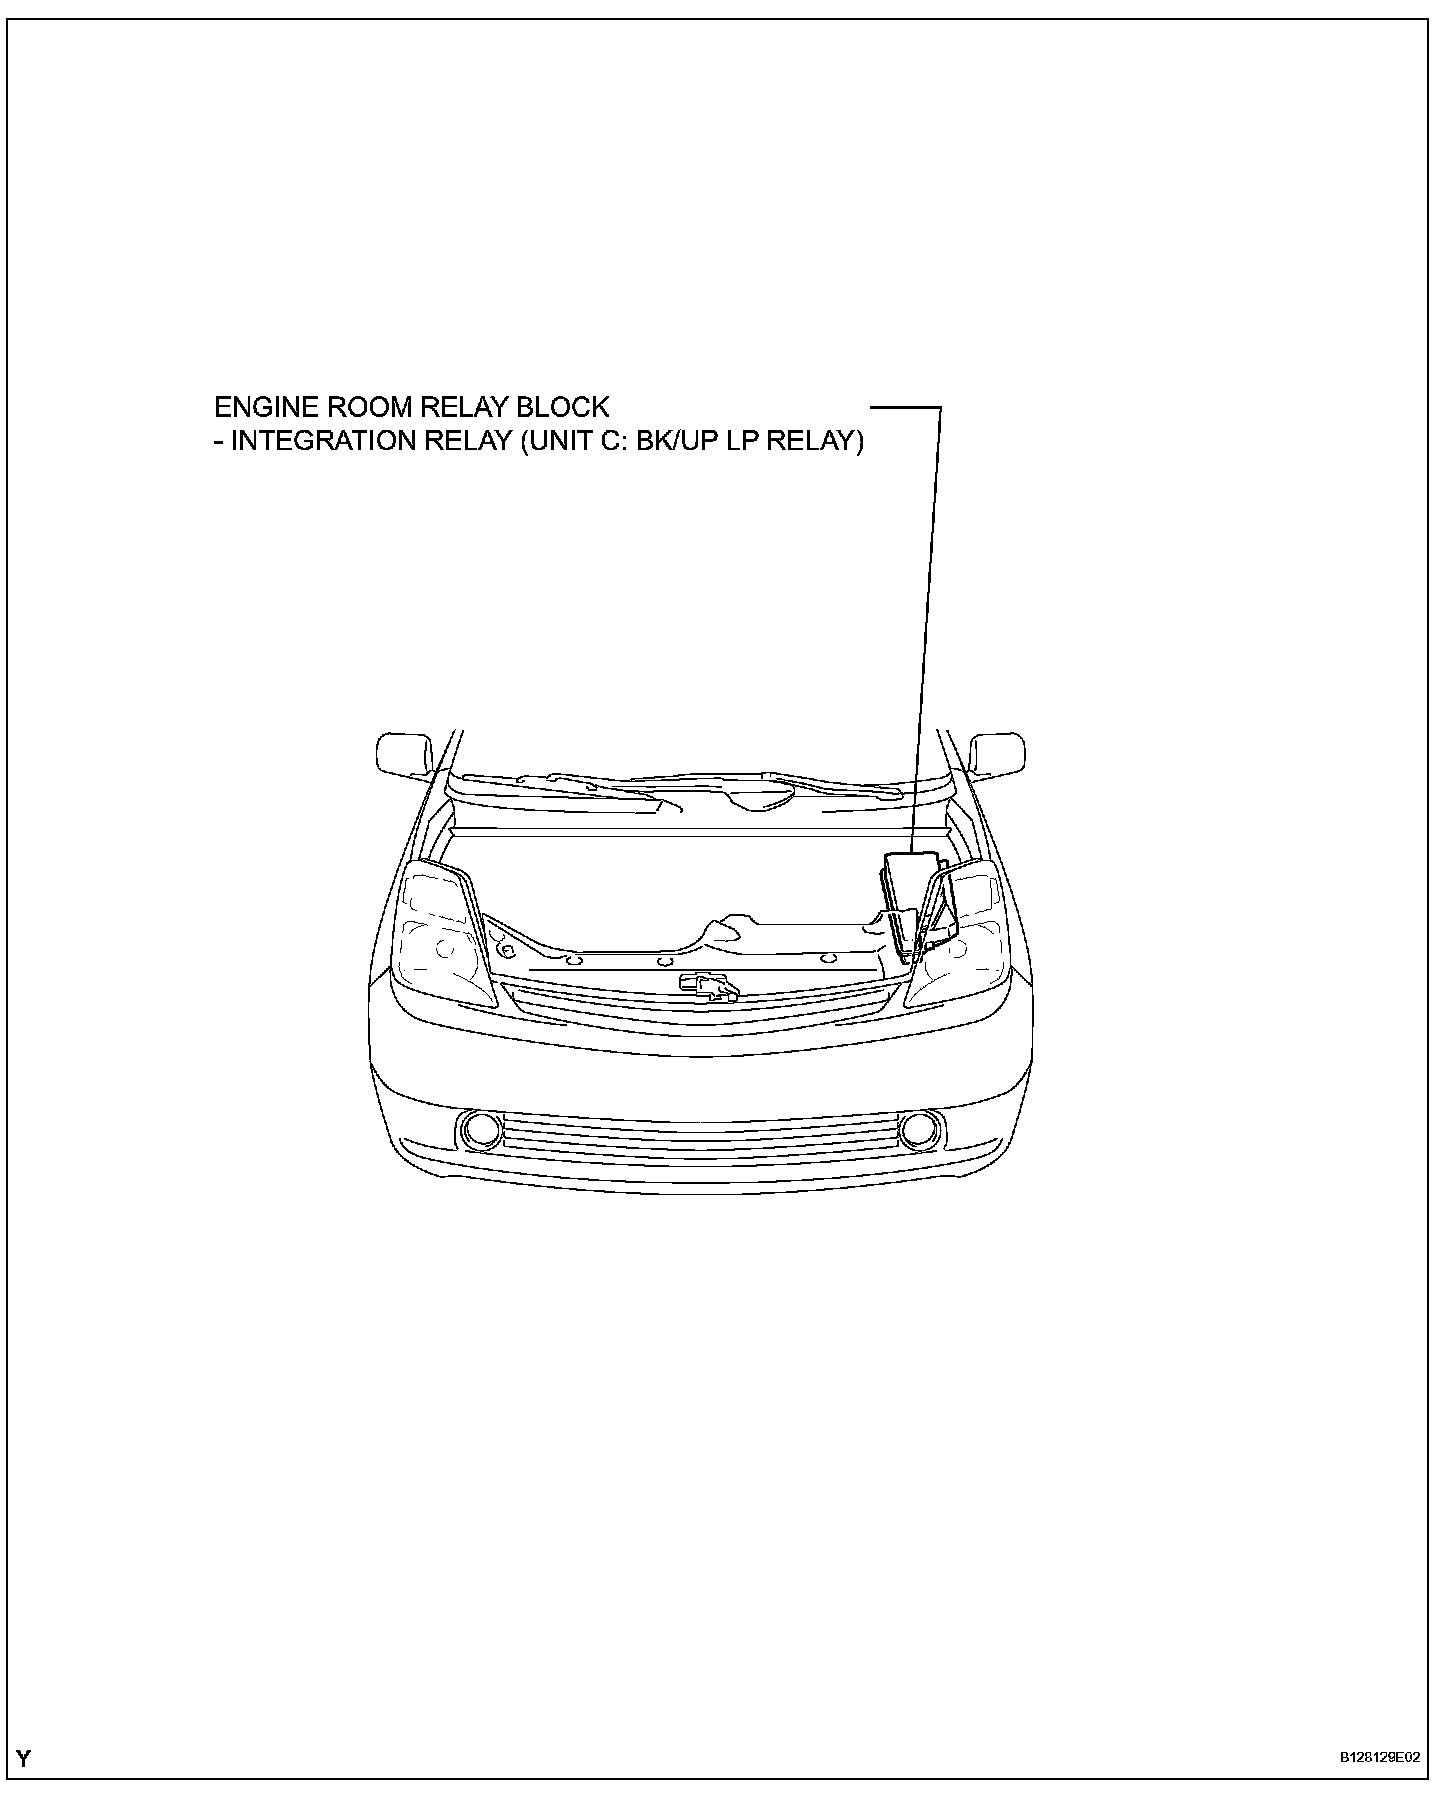 ENGINE ROOM RELAY BLOCK
- INTEGRATION RELAY (UNIT C: BK/UP LP RELAY)
Y
B128129E02